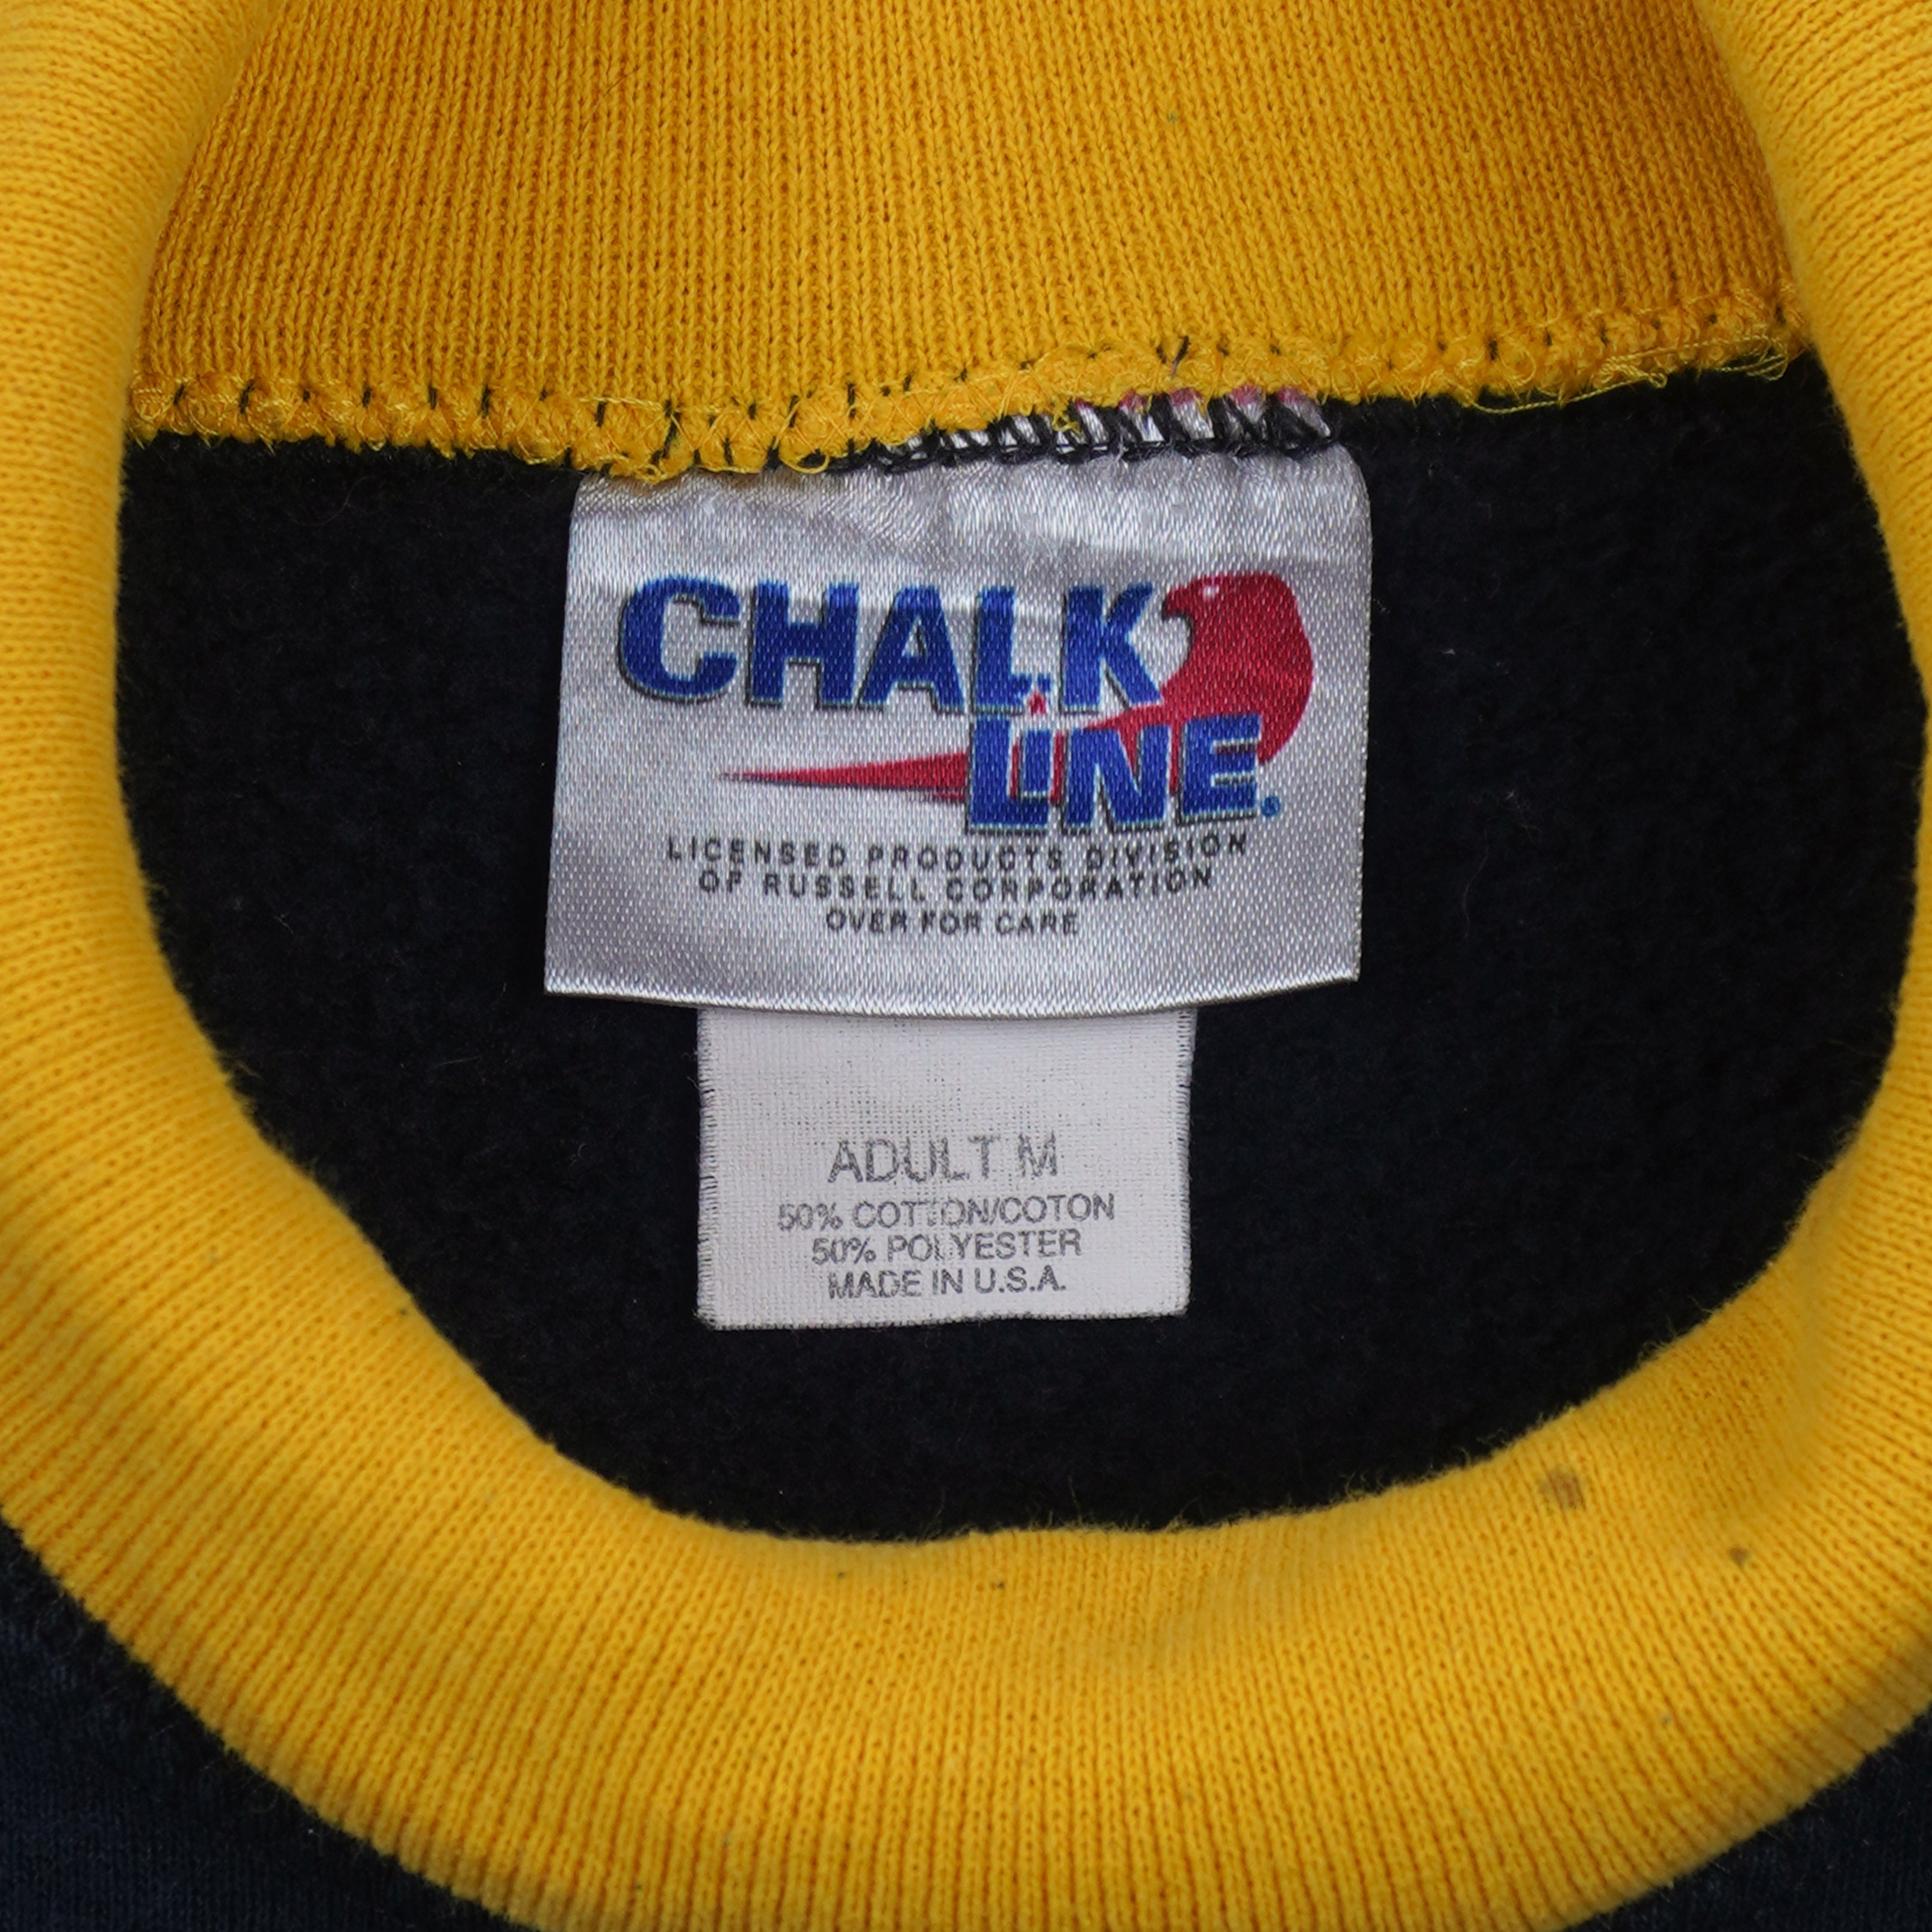 CHALK
LINE.
LICENSED PRODUCTS DIVISION
OF RUSSELL CORPORATION
OVER FOR CARE
ADULT M
50% COTTON/COTON
50% POLYESTER
MADE IN U.S.A.